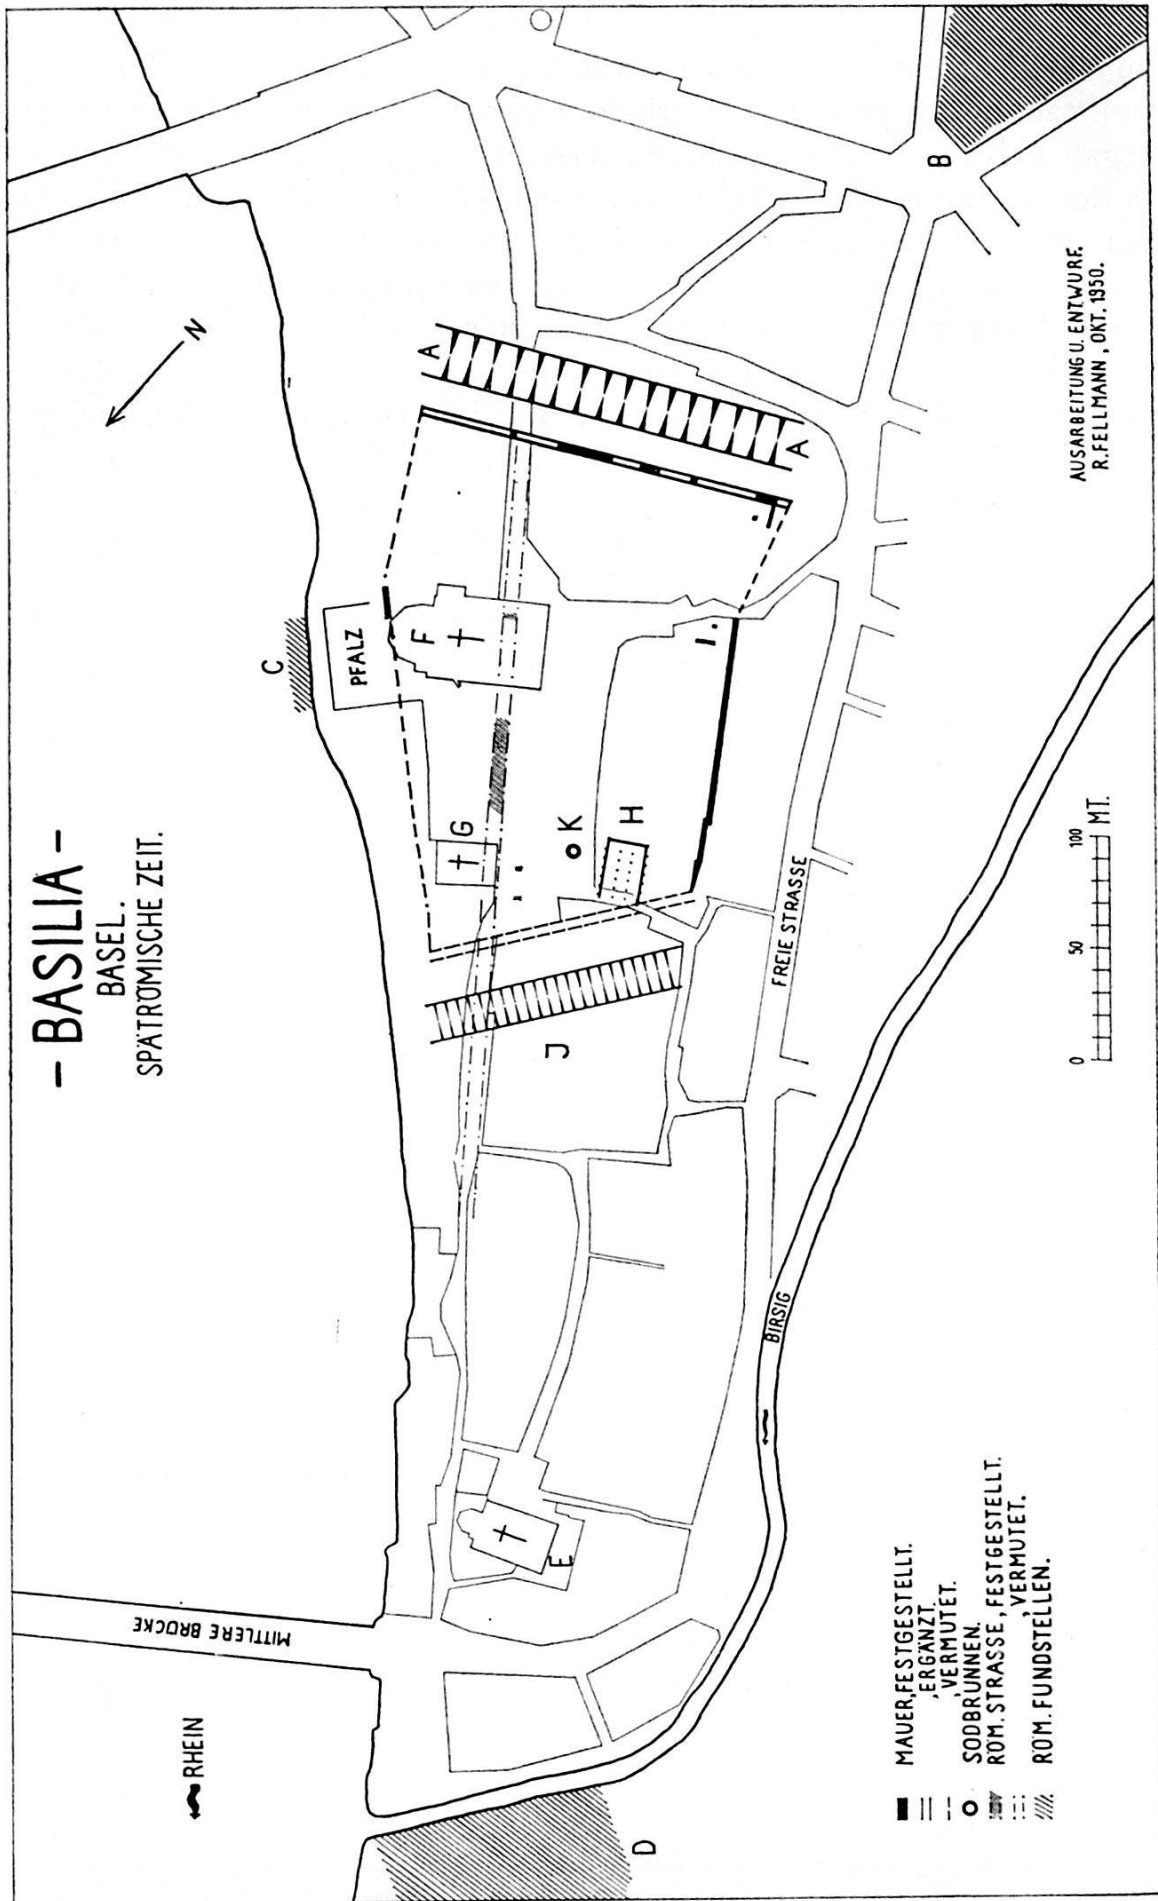 - BASILIA -
BASEL.
SPÄTRÖMISCHE ZEIT.
N
A
A
B
C
PFALZ
F
G
K
H
I.
J
E
D
FREIE STRASSE
BIRSIG
MITTLERE BRÜCKE
RHEIN
0 50 100 MT.
AUSARBEITUNG U. ENTWURF.
R. FELLMANN, OKT. 1950.
MAUER, FESTGESTELLT.
, ERGÄNZT.
, VERMUTET.
SODBRUNNEN.
RÖM. STRASSE, FESTGESTELLT.
, VERMUTET.
RÖM. FUNDSTELLEN.